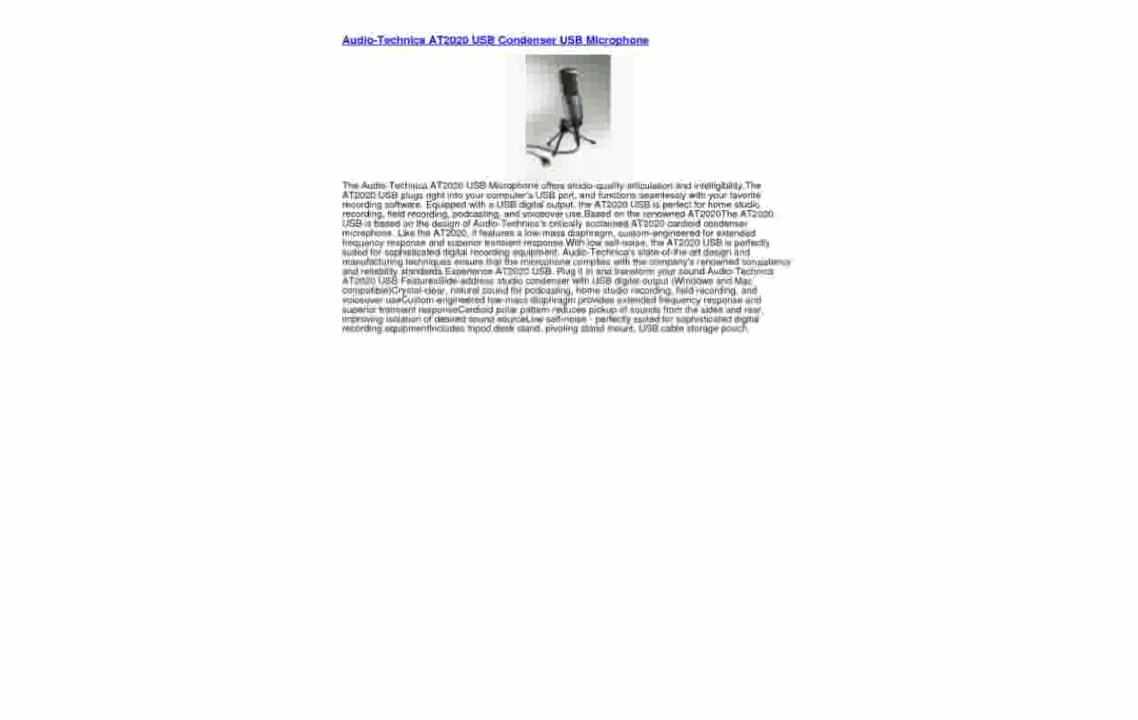 Audio-Technica AT2020 USB Condenser USB Microphone
The Audio-Technica AT2020 USB Microphone offers studio-quality articulation and intelligibility.The
AT2020 USB plugs right into your computer's USB port, and functions seamlessly with your favorite
recording software. Equipped with a USB digital output, the AT2020 USB is perfect for home studio
recording, field recording, podcasting, and voiceover use.Based on the renowned AT2020The AT2020
USB is based on the design of Audio-Technica's critically acclaimed AT2020 cardioid condenser
microphone. Like the AT2020, it features a low-mass diaphragm, custom-engineered for extended
frequency response and superior transient response.With low self-noise, the AT2020 USB is perfectly
suited for sophisticated digital recording equipment. Audio-Technica's state-of-the-art design and
manufacturing techniques ensure that the microphone complies with the company's renowned consistency
and reliability standards.Experience AT2020 USB. Plug it in and transform your sound.Audio-Technica
AT2020 USB FeaturesSide-address studio condenser with USB digital output (Windows and Mac
compatible)Crystal-clear, natural sound for podcasting, home studio recording, field recording, and
voiceover useCustom-engineered low-mass diaphragm provides extended frequency response and
superior transient responseCardioid polar pattern reduces pickup of sounds from the sides and rear,
improving isolation of desired sound sourceLow self-noise - perfectly suited for sophisticated digital
recording equipmentIncludes tripod desk stand, pivoting stand mount, USB cable storage pouch.